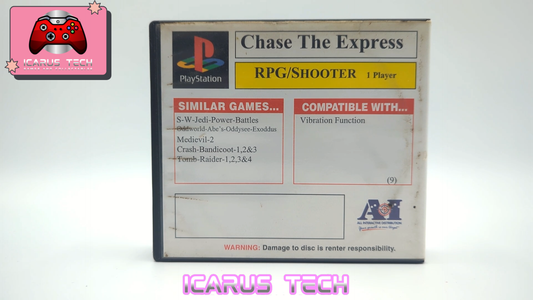 ICARUS TECH
PlayStation
Chase The Express
RPG/SHOOTER 1 Player
SIMILAR GAMES...
S-W-Jedi-Power-Battles
Oddworld-Abe's-Oddysee-Exoddus
Medievil-2
Crash-Bandicoot-1,2&3
Tomb-Raider-1,2,3&4
COMPATIBLE WITH...
Vibration Function
(9)
WARNING: Damage to disc is renter responsibility.
ICARUS TECH